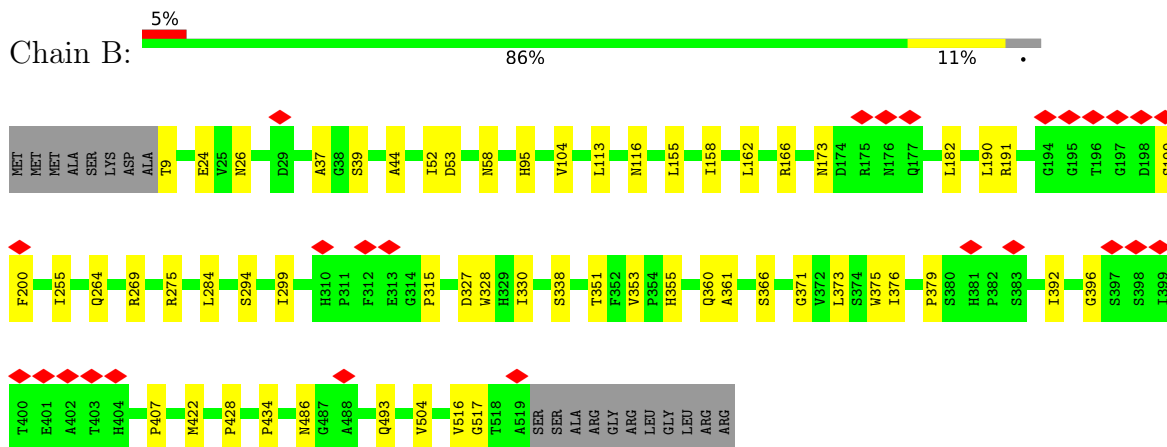 5%
Chain B:
86% 11% •
MET MET MET ALA SER LYS ASP ALA T9 E24 V25 N26 D29 A37 G38 S39 A44 I52 D53 N58 H95 V104 L113 N116 L155 I158 L162 R166 N173 D174 R175 N176 Q177 L182 L190 R191 G194 G195 T196 G197 D198 S199
F200 I255 Q264 R269 R275 L284 S294 I299 H310 P311 F312 E313 G314 P315 D327 W328 H329 I330 S338 T351 F352 V353 P354 H355 Q360 A361 S366 G371 V372 L373 S374 W375 I376 P379 S380 H381 P382 S383 I392 G396 S397 S398 I399
T400 E401 A402 T403 H404 P407 M422 P428 P434 N486 G487 A488 Q493 V504 V516 G517 T518 A519 SER SER ALA ARG GLY ARG LEU GLY LEU ARG ARG